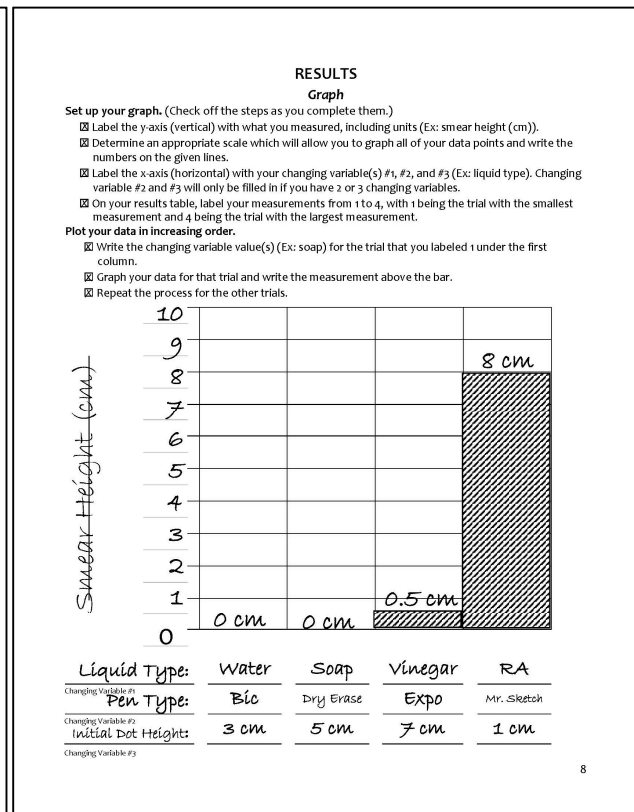 RESULTS
Graph
Set up your graph. (Check off the steps as you complete them.)
☒ Label the y-axis (vertical) with what you measured, including units (Ex: smear height (cm)).
☒ Determine an appropriate scale which will allow you to graph all of your data points and write the
numbers on the given lines.
☒ Label the x-axis (horizontal) with your changing variable(s) #1, #2, and #3 (Ex: liquid type). Changing
variable #2 and #3 will only be filled in if you have 2 or 3 changing variables.
☒ On your results table, label your measurements from 1 to 4, with 1 being the trial with the smallest
measurement and 4 being the trial with the largest measurement.
Plot your data in increasing order.
☒ Write the changing variable value(s) (Ex: soap) for the trial that you labeled 1 under the first
column.
☒ Graph your data for that trial and write the measurement above the bar.
☒ Repeat the process for the other trials.
Smear Height (cm)
10
9
8
7
6
5
4
3
2
1
0
0 cm
0 cm
0.5 cm
8 cm
Liquid Type: Water Soap Vinegar RA
Changing Variable #1
Pen Type: Bic Dry Erase Expo Mr. Sketch
Changing Variable #2
Initial Dot Height: 3 cm 5 cm 7 cm 1 cm
Changing Variable #3
8